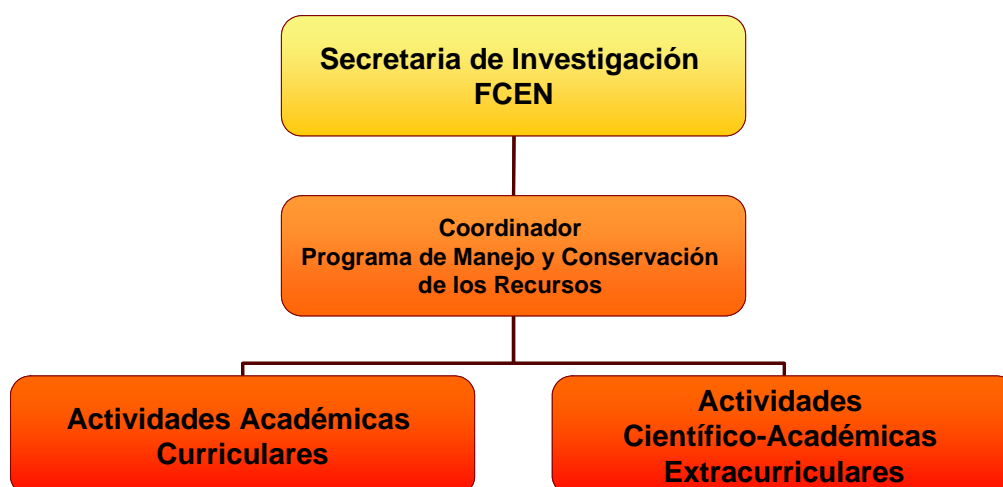 Secretaria de Investigación
FCEN
Coordinador
Programa de Manejo y Conservación
de los Recursos
Actividades Académicas
Curriculares
Actividades
Científico-Académicas
Extracurriculares